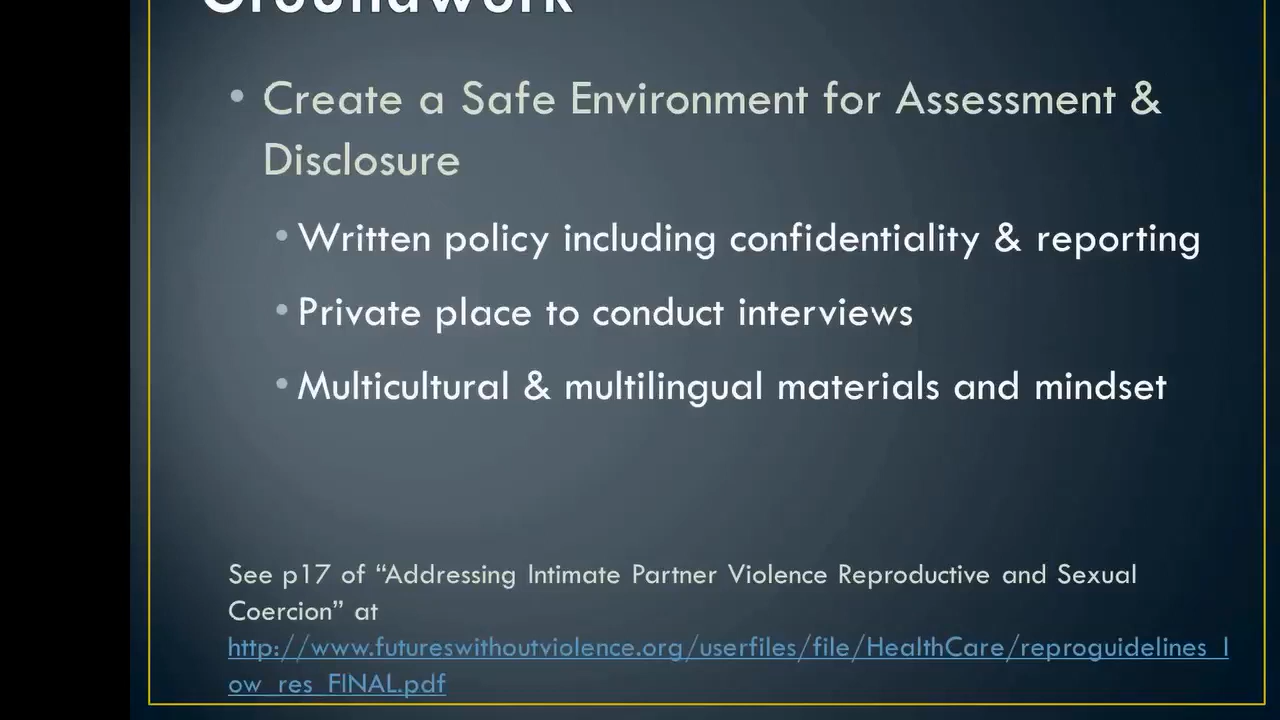 Groundwork
• Create a Safe Environment for Assessment &
Disclosure
• Written policy including confidentiality & reporting
• Private place to conduct interviews
• Multicultural & multilingual materials and mindset
See p17 of “Addressing Intimate Partner Violence Reproductive and Sexual
Coercion” at
http://www.futureswithoutviolence.org/userfiles/file/HealthCare/reproguidelines_l
ow_res_FINAL.pdf